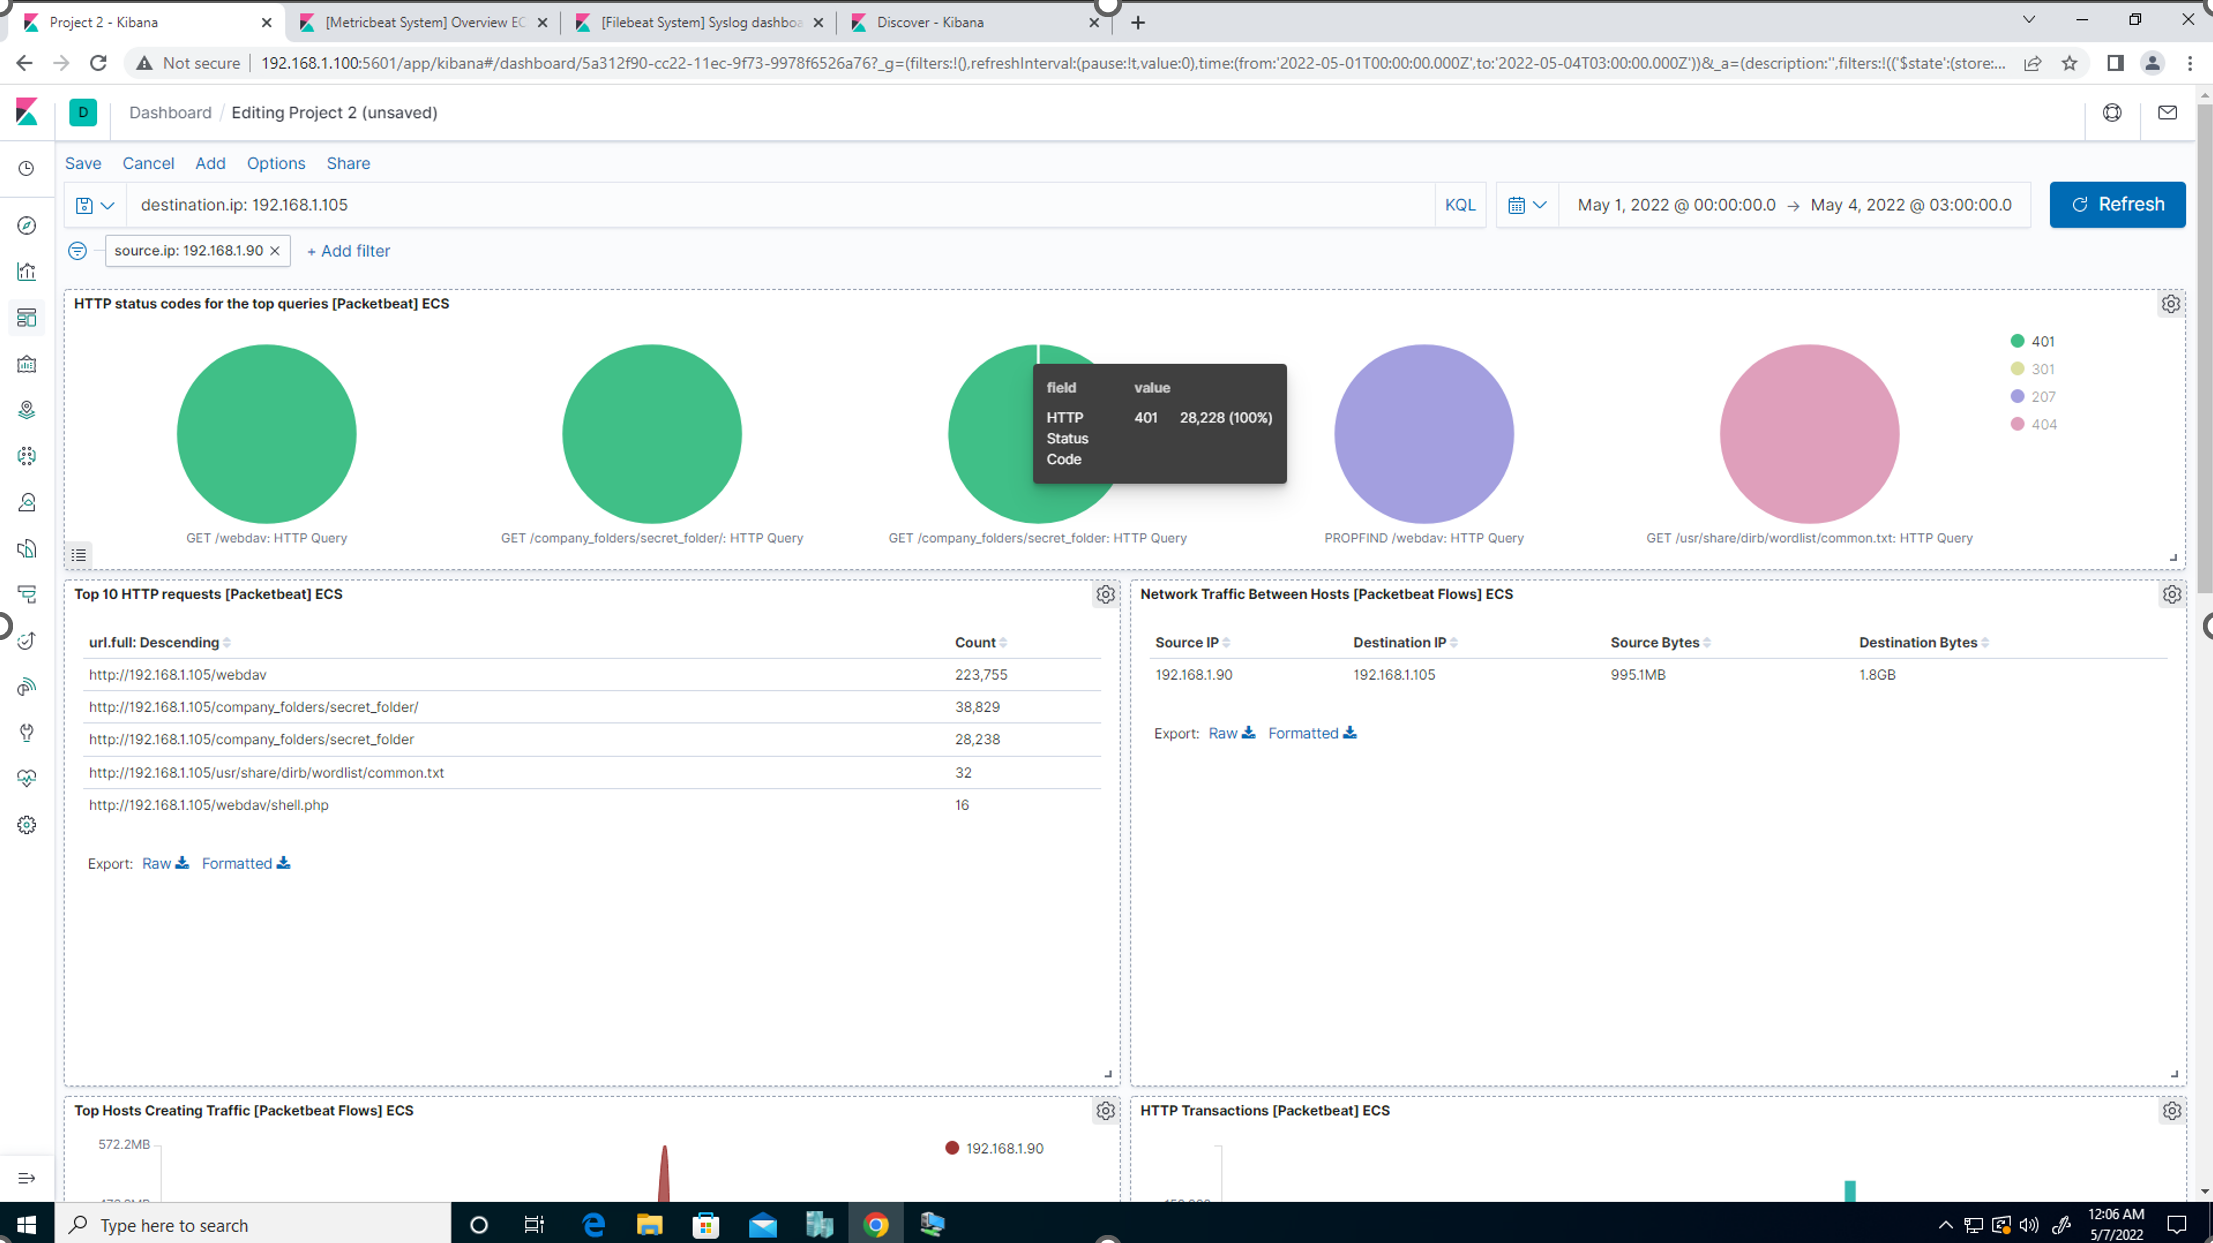 Project 2 - Kibana
[Metricbeat System] Overview EC
[Filebeat System] Syslog dashboa
Discover - Kibana
Not secure
192.168.1.100:5601/app/kibana#/dashboard/5a312f90-cc22-11ec-9f73-9978f6526a76?_g=(filters:!(),refreshInterval:(pause:!t,value:0),time:(from:'2022-05-01T00:00:00.000Z',to:'2022-05-04T03:00:00.000Z'))&_a=(description:'',filters:!(('$state':(store:...
D
Dashboard / Editing Project 2 (unsaved)
Save Cancel Add Options Share
destination.ip: 192.168.1.105
KQL
May 1, 2022 @ 00:00:00.0 → May 4, 2022 @ 03:00:00.0
Refresh
source.ip: 192.168.1.90 ×
+ Add filter
HTTP status codes for the top queries [Packetbeat] ECS
401
301
207
404
field value
HTTP Status Code 401 28,228 (100%)
GET /webdav: HTTP Query
GET /company_folders/secret_folder/: HTTP Query
GET /company_folders/secret_folder: HTTP Query
PROPFIND /webdav: HTTP Query
GET /usr/share/dirb/wordlist/common.txt: HTTP Query
Top 10 HTTP requests [Packetbeat] ECS
url.full: Descending Count
http://192.168.1.105/webdav 223,755
http://192.168.1.105/company_folders/secret_folder/ 38,829
http://192.168.1.105/company_folders/secret_folder 28,238
http://192.168.1.105/usr/share/dirb/wordlist/common.txt 32
http://192.168.1.105/webdav/shell.php 16
Export: Raw Formatted
Network Traffic Between Hosts [Packetbeat Flows] ECS
Source IP Destination IP Source Bytes Destination Bytes
192.168.1.90 192.168.1.105 995.1MB 1.8GB
Export: Raw Formatted
Top Hosts Creating Traffic [Packetbeat Flows] ECS
572.2MB
192.168.1.90
HTTP Transactions [Packetbeat] ECS
Type here to search
12:06 AM
5/7/2022